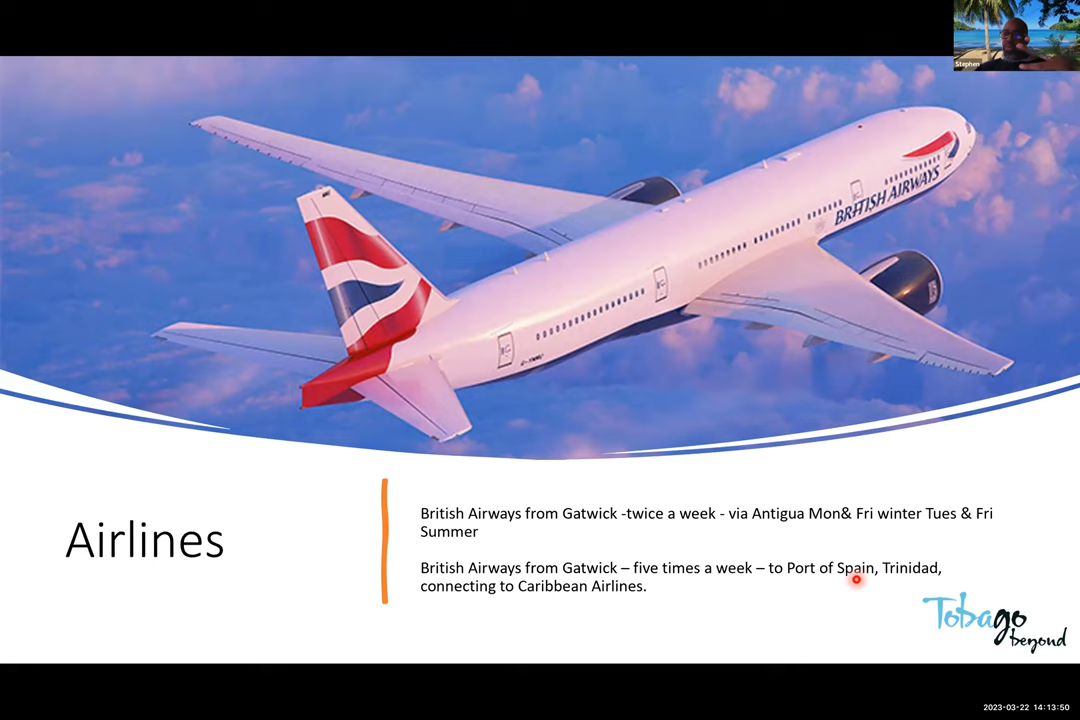 Stephen
BRITISH AIRWAYS
Airlines
British Airways from Gatwick -twice a week - via Antigua Mon& Fri winter Tues & Fri
Summer
British Airways from Gatwick – five times a week – to Port of Spain, Trinidad,
connecting to Caribbean Airlines.
Tobago
beyond
2023-03-22 14:13:50